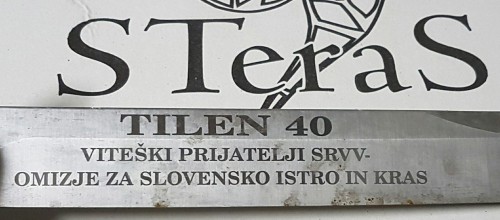 STeraS
TILEN 40
VITEŠKI PRIJATELJI SRVV-
OMIZJE ZA SLOVENSKO ISTRO IN KRAS